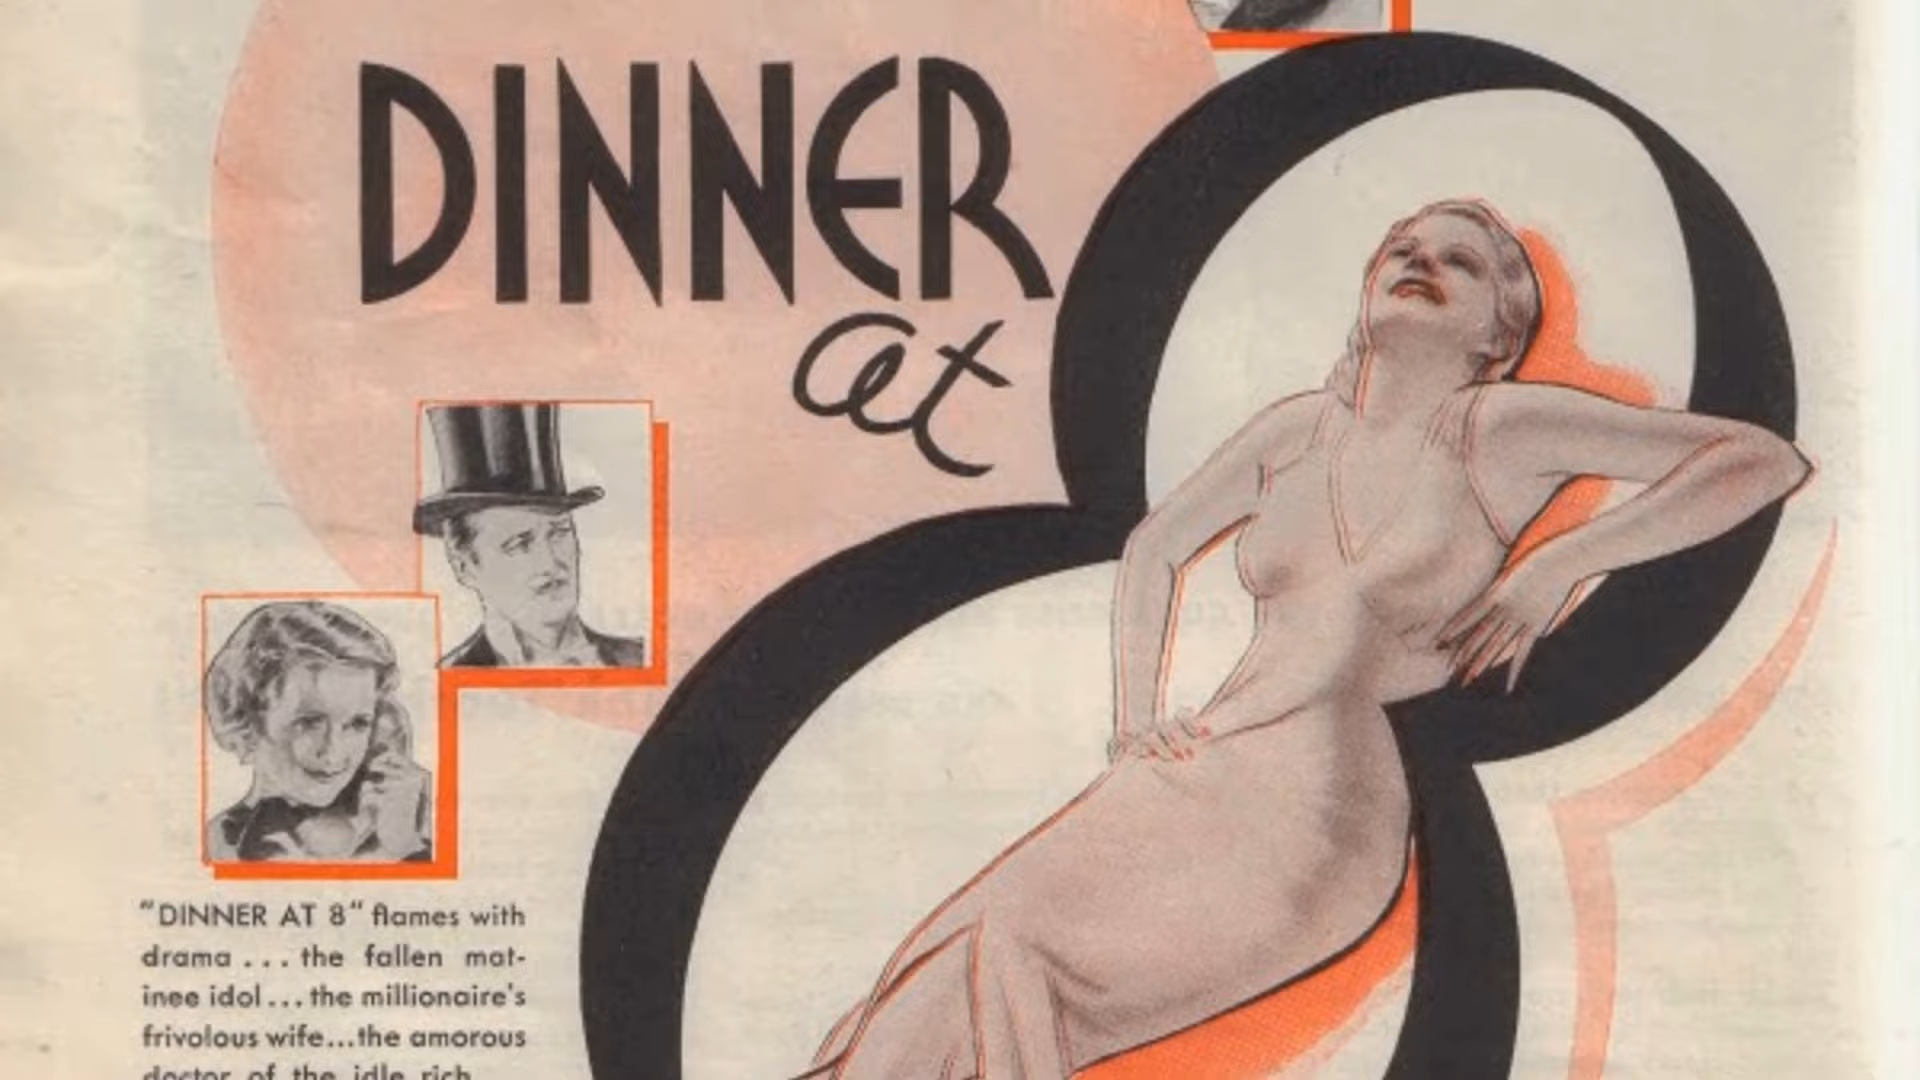 DINNER
at
8
"DINNER AT 8" flames with
drama ... the fallen mat-
inee idol ... the millionaire's
frivolous wife...the amorous
doctor of the idle rich